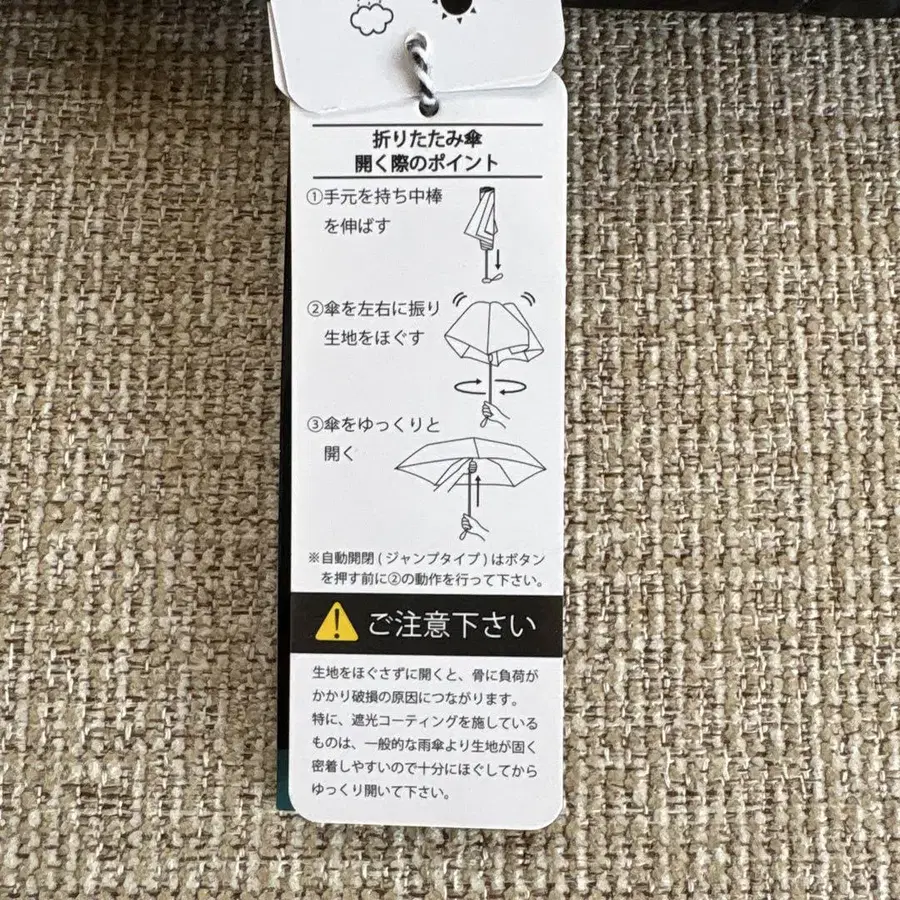 折りたたみ傘
開く際のポイント
①手元を持ち中棒
を伸ばす
②傘を左右に振り
生地をほぐす
③傘をゆっくりと
開く
※自動開閉(ジャンプタイプ)はボタン
を押す前に②の動作を行って下さい。
ご注意下さい
生地をほぐさずに開くと、骨に負荷が
かかり破損の原因につながります。
特に、遮光コーティングを施している
ものは、一般的な雨傘より生地が固く
密着しやすいので十分にほぐしてから
ゆっくり開いて下さい。